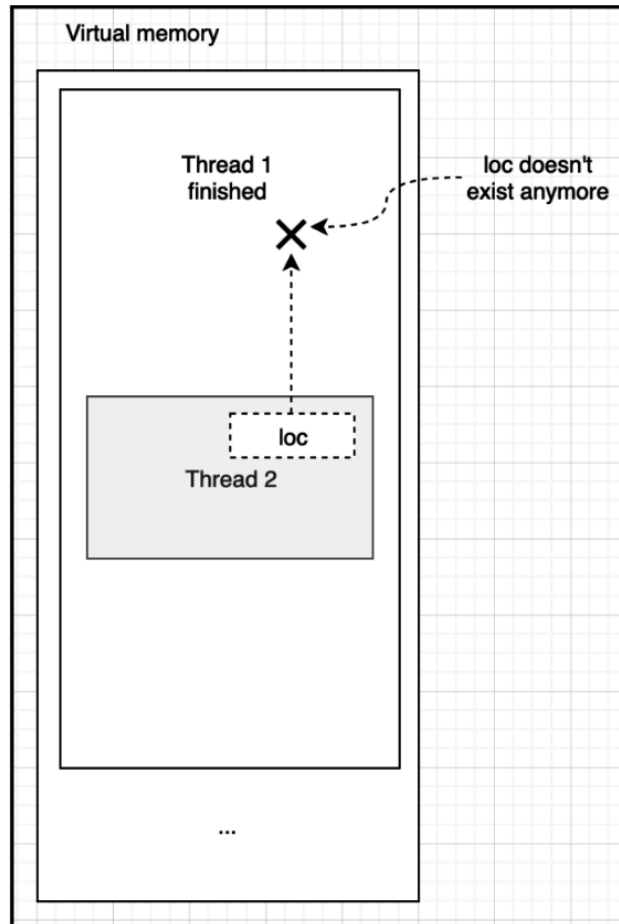 Virtual memory
Thread 1
finished
loc doesn't
exist anymore
loc
Thread 2
...